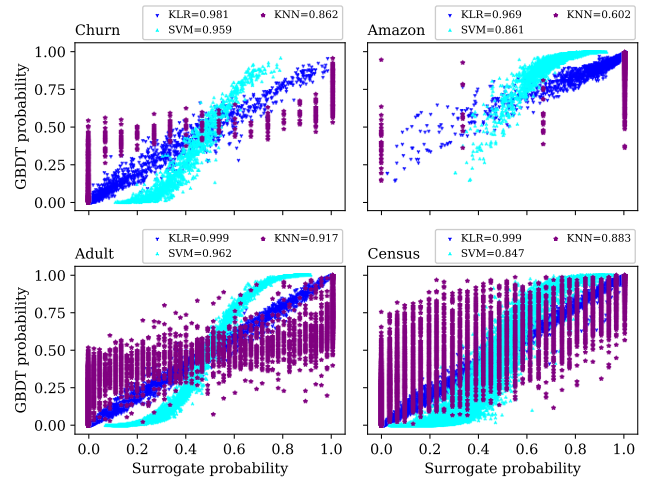 KLR=0.981 KNN=0.862
SVM=0.959
Churn
KLR=0.969 KNN=0.602
SVM=0.861
Amazon
1.00
0.75
0.50
0.25
0.00
GBDT probability
KLR=0.999 KNN=0.917
SVM=0.962
Adult
KLR=0.999 KNN=0.883
SVM=0.847
Census
1.00
0.75
0.50
0.25
0.00
GBDT probability
0.0 0.2 0.4 0.6 0.8 1.0
Surrogate probability
0.0 0.2 0.4 0.6 0.8 1.0
Surrogate probability